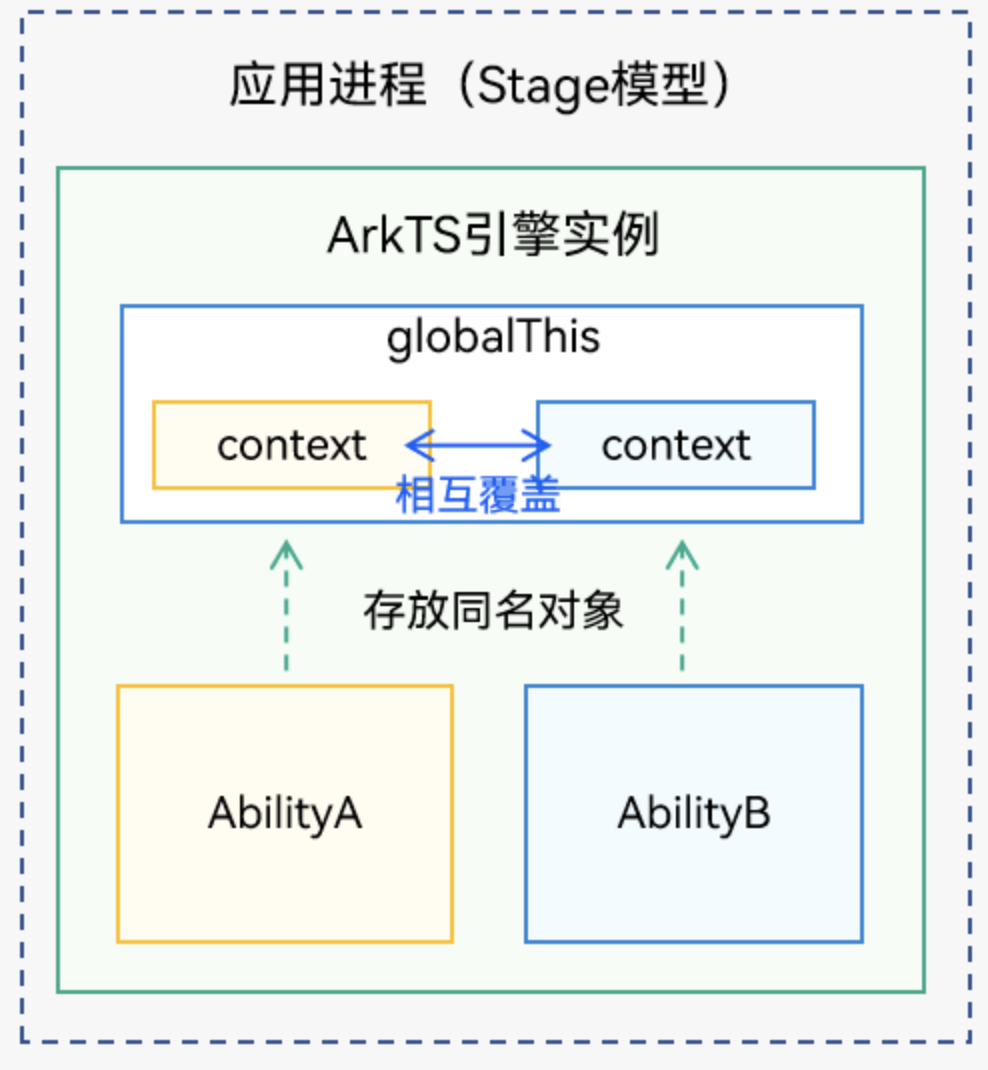 应用进程（Stage模型）
ArkTS引擎实例
globalThis
context
context
相互覆盖
存放同名对象
AbilityA
AbilityB